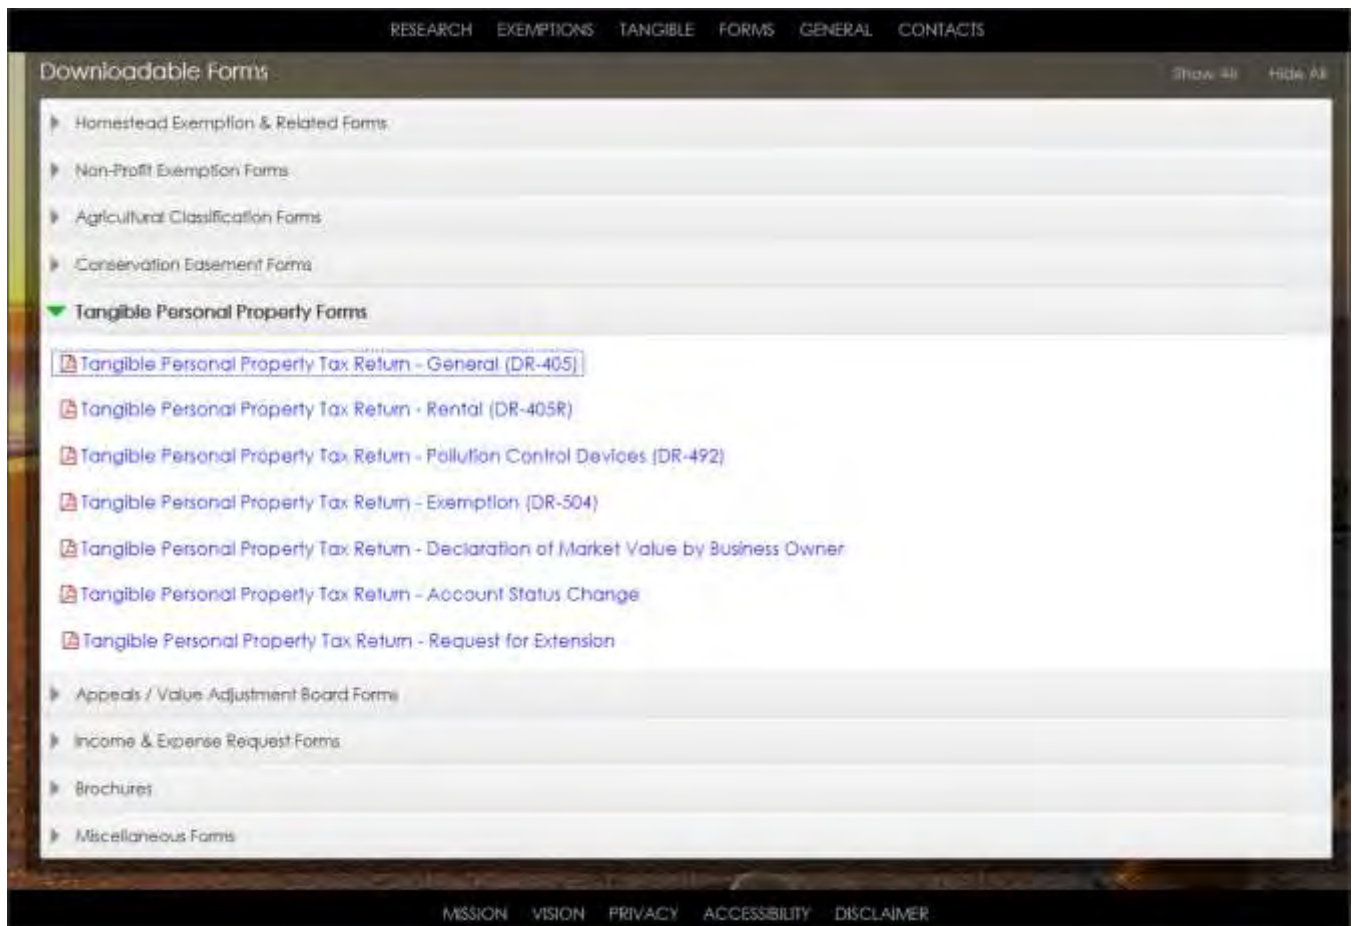 RESEARCH EXEMPTIONS TANGIBLE FORMS GENERAL CONTACTS
Downloadable Forms Show All Hide All
Homestead Exemption & Related Forms
Non-Profit Exemption Forms
Agricultural Classification Forms
Conservation Easement Forms
Tangible Personal Property Forms
Tangible Personal Property Tax Return - General (DR-405)
Tangible Personal Property Tax Return - Rental (DR-405R)
Tangible Personal Property Tax Return - Pollution Control Devices (DR-492)
Tangible Personal Property Tax Return - Exemption (DR-504)
Tangible Personal Property Tax Return - Declaration of Market Value by Business Owner
Tangible Personal Property Tax Return - Account Status Change
Tangible Personal Property Tax Return - Request for Extension
Appeals / Value Adjustment Board Forms
Income & Expense Request Forms
Brochures
Miscellaneous Forms
MISSION VISION PRIVACY ACCESSIBILITY DISCLAIMER